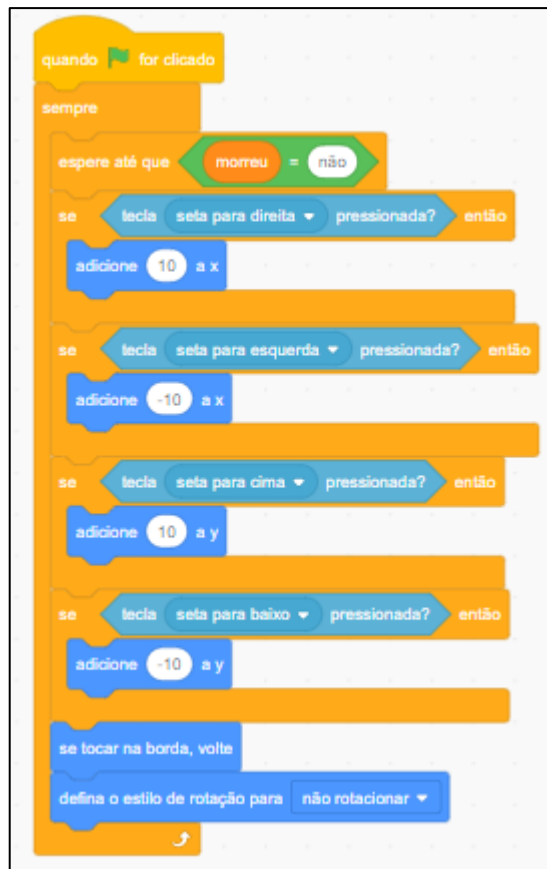 quando for clicado
sempre
espere até que morreu = não
se tecla seta para direita pressionada? então
adicione 10 a x
se tecla seta para esquerda pressionada? então
adicione -10 a x
se tecla seta para cima pressionada? então
adicione 10 a y
se tecla seta para baixo pressionada? então
adicione -10 a y
se tocar na borda, volte
defina o estilo de rotação para não rotacionar